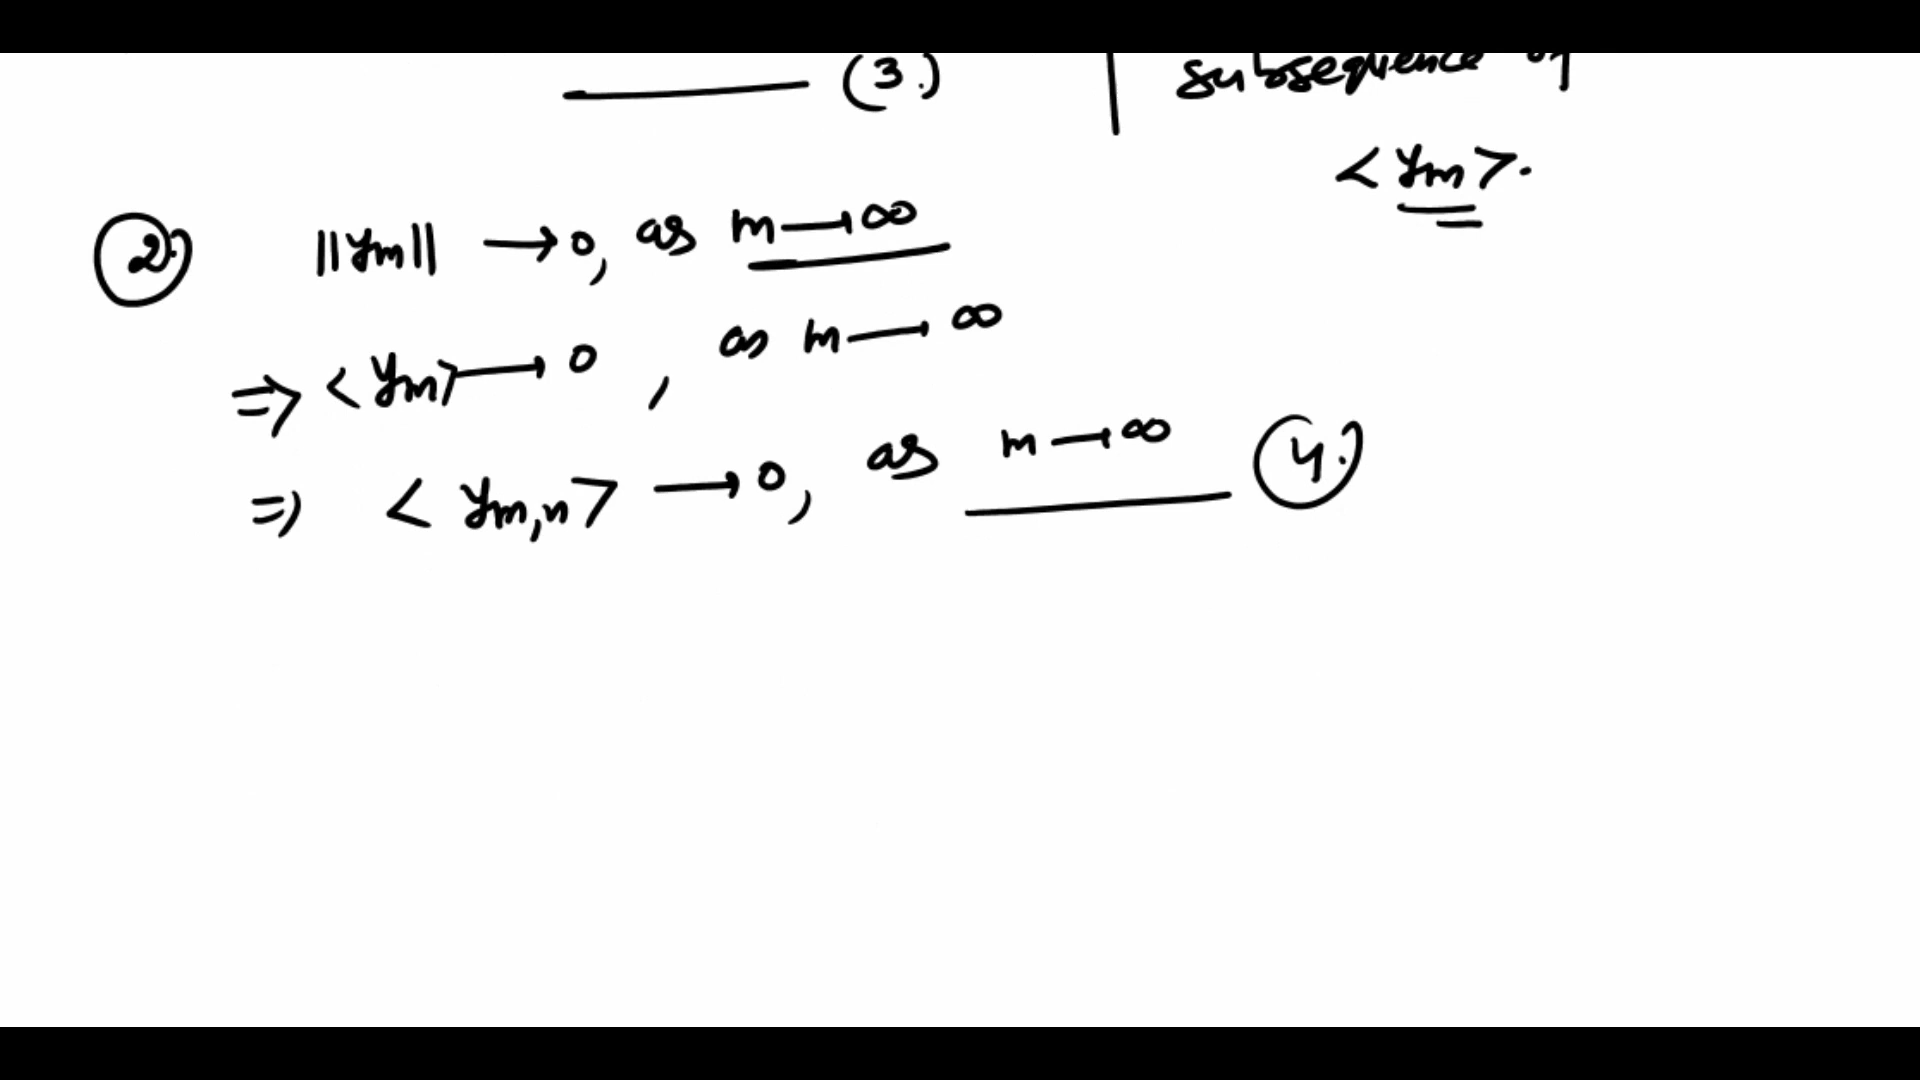 (3.)
subsequence of
<ym>.
(2.) ||ym|| → 0, as m → ∞
⇒ <ym> → 0, as m → ∞
⇒ <ym,n> → 0, as m → ∞ (4.)